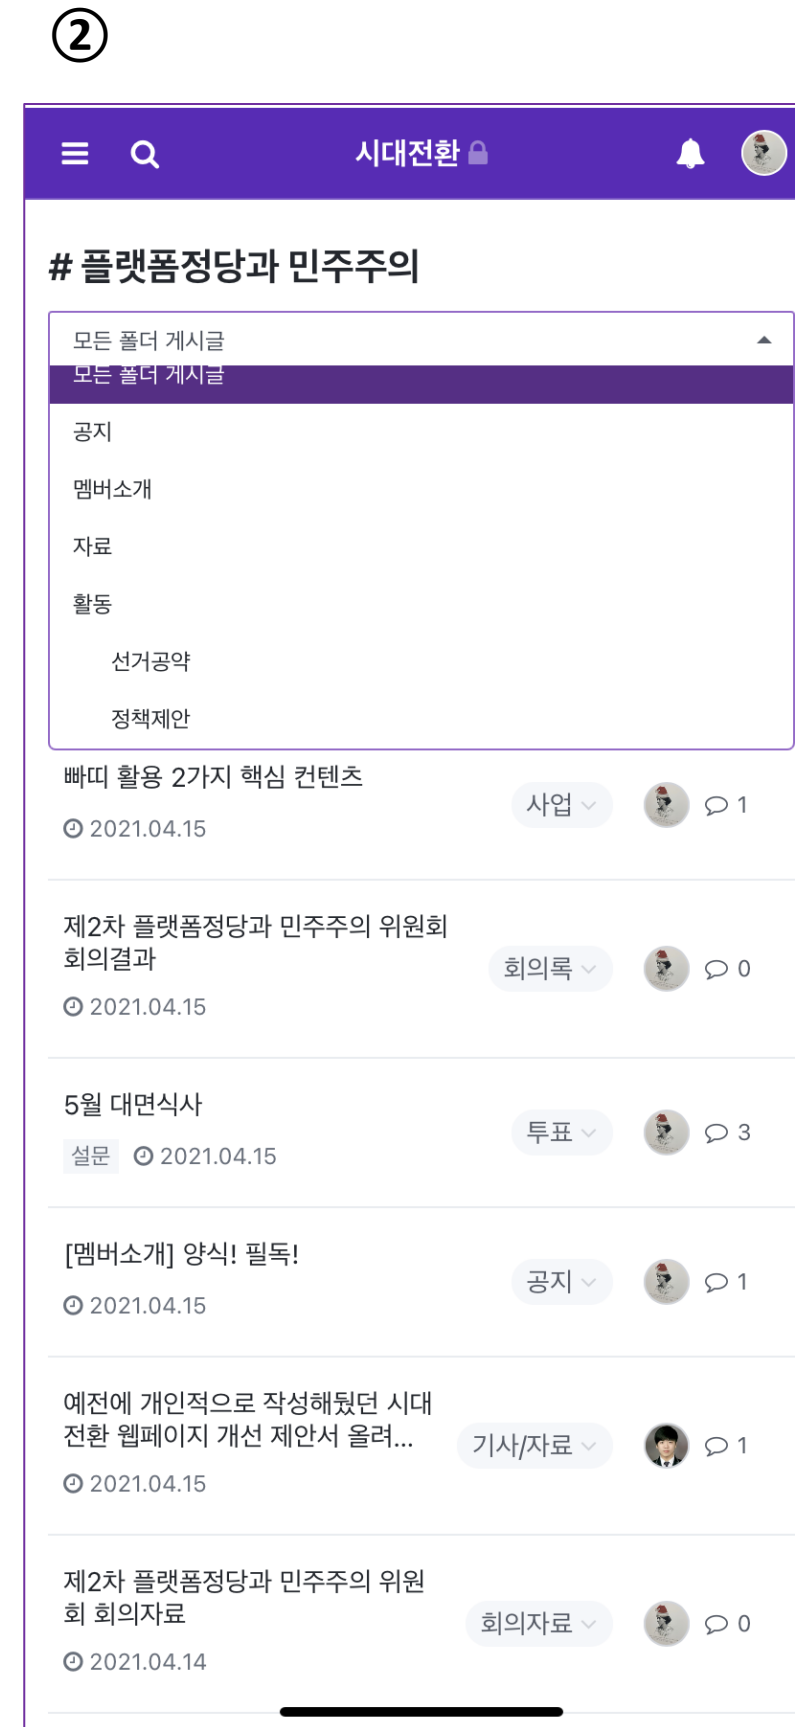 ②
시대전환
# 플랫폼정당과 민주주의
모든 폴더 게시글
모든 폴더 게시글
공지
멤버소개
자료
활동
선거공약
정책제안
빠띠 활용 2가지 핵심 컨텐츠
사업
1
2021.04.15
제2차 플랫폼정당과 민주주의 위원회
회의결과
회의록
0
2021.04.15
5월 대면식사
투표
3
설문 2021.04.15
[멤버소개] 양식! 필독!
공지
1
2021.04.15
예전에 개인적으로 작성해뒀던 시대
전환 웹페이지 개선 제안서 올려...
기사/자료
1
2021.04.15
제2차 플랫폼정당과 민주주의 위원
회 회의자료
회의자료
0
2021.04.14